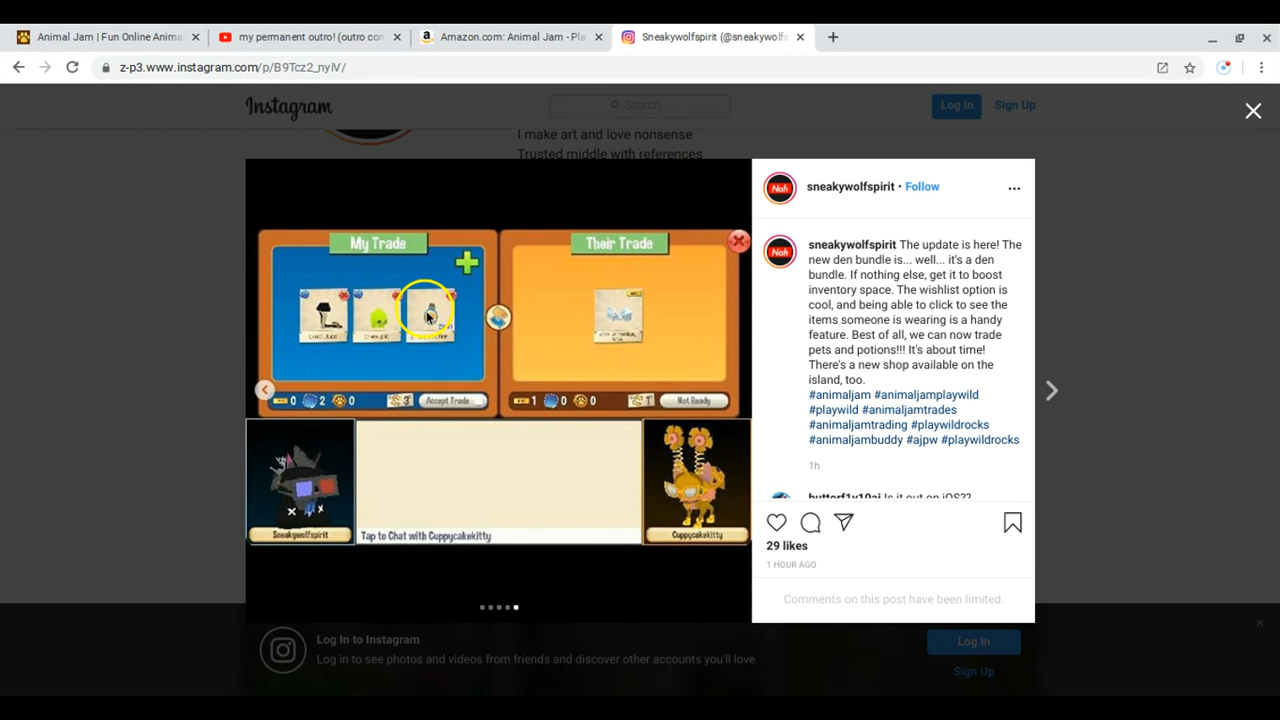 Animal Jam | Fun Online Anima
my permanent outro! (outro con
Amazon.com: Animal Jam - Pla
Sneakywolfspirit (@sneakywolfs
z-p3.www.instagram.com/p/B9Tcz2_nyiV/
Instagram
Search
Log In
Sign Up
I make art and love nonsense
Trusted middle with references
My Trade
Their Trade
0 2 0 3 Accept Trade
1 0 0 1 Not Ready
Sneakywolfspirit
Tap to Chat with Cuppycakekitty
Cuppycakekitty
Nah
sneakywolfspirit • Follow
Nah
sneakywolfspirit The update is here! The
new den bundle is... well... it's a den
bundle. If nothing else, get it to boost
inventory space. The wishlist option is
cool, and being able to click to see the
items someone is wearing is a handy
feature. Best of all, we can now trade
pets and potions!!! It's about time!
There's a new shop available on the
island, too.
#animaljam #animaljamplaywild
#playwild #animaljamtrades
#animaljamtrading #playwildrocks
#animaljambuddy #ajpw #playwildrocks
1h
butterf1y10aj Is it out on iOS??
29 likes
1 HOUR AGO
Comments on this post have been limited.
Log In to Instagram
Log in to see photos and videos from friends and discover other accounts you'll love.
Log In
Sign Up